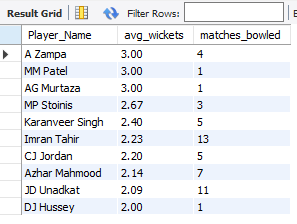 Result Grid Filter Rows:
Player_Name avg_wickets matches_bowled
A Zampa 3.00 4
MM Patel 3.00 1
AG Murtaza 3.00 1
MP Stoinis 2.67 3
Karanveer Singh 2.40 5
Imran Tahir 2.23 13
CJ Jordan 2.20 5
Azhar Mahmood 2.14 7
JD Unadkat 2.09 11
DJ Hussey 2.00 1